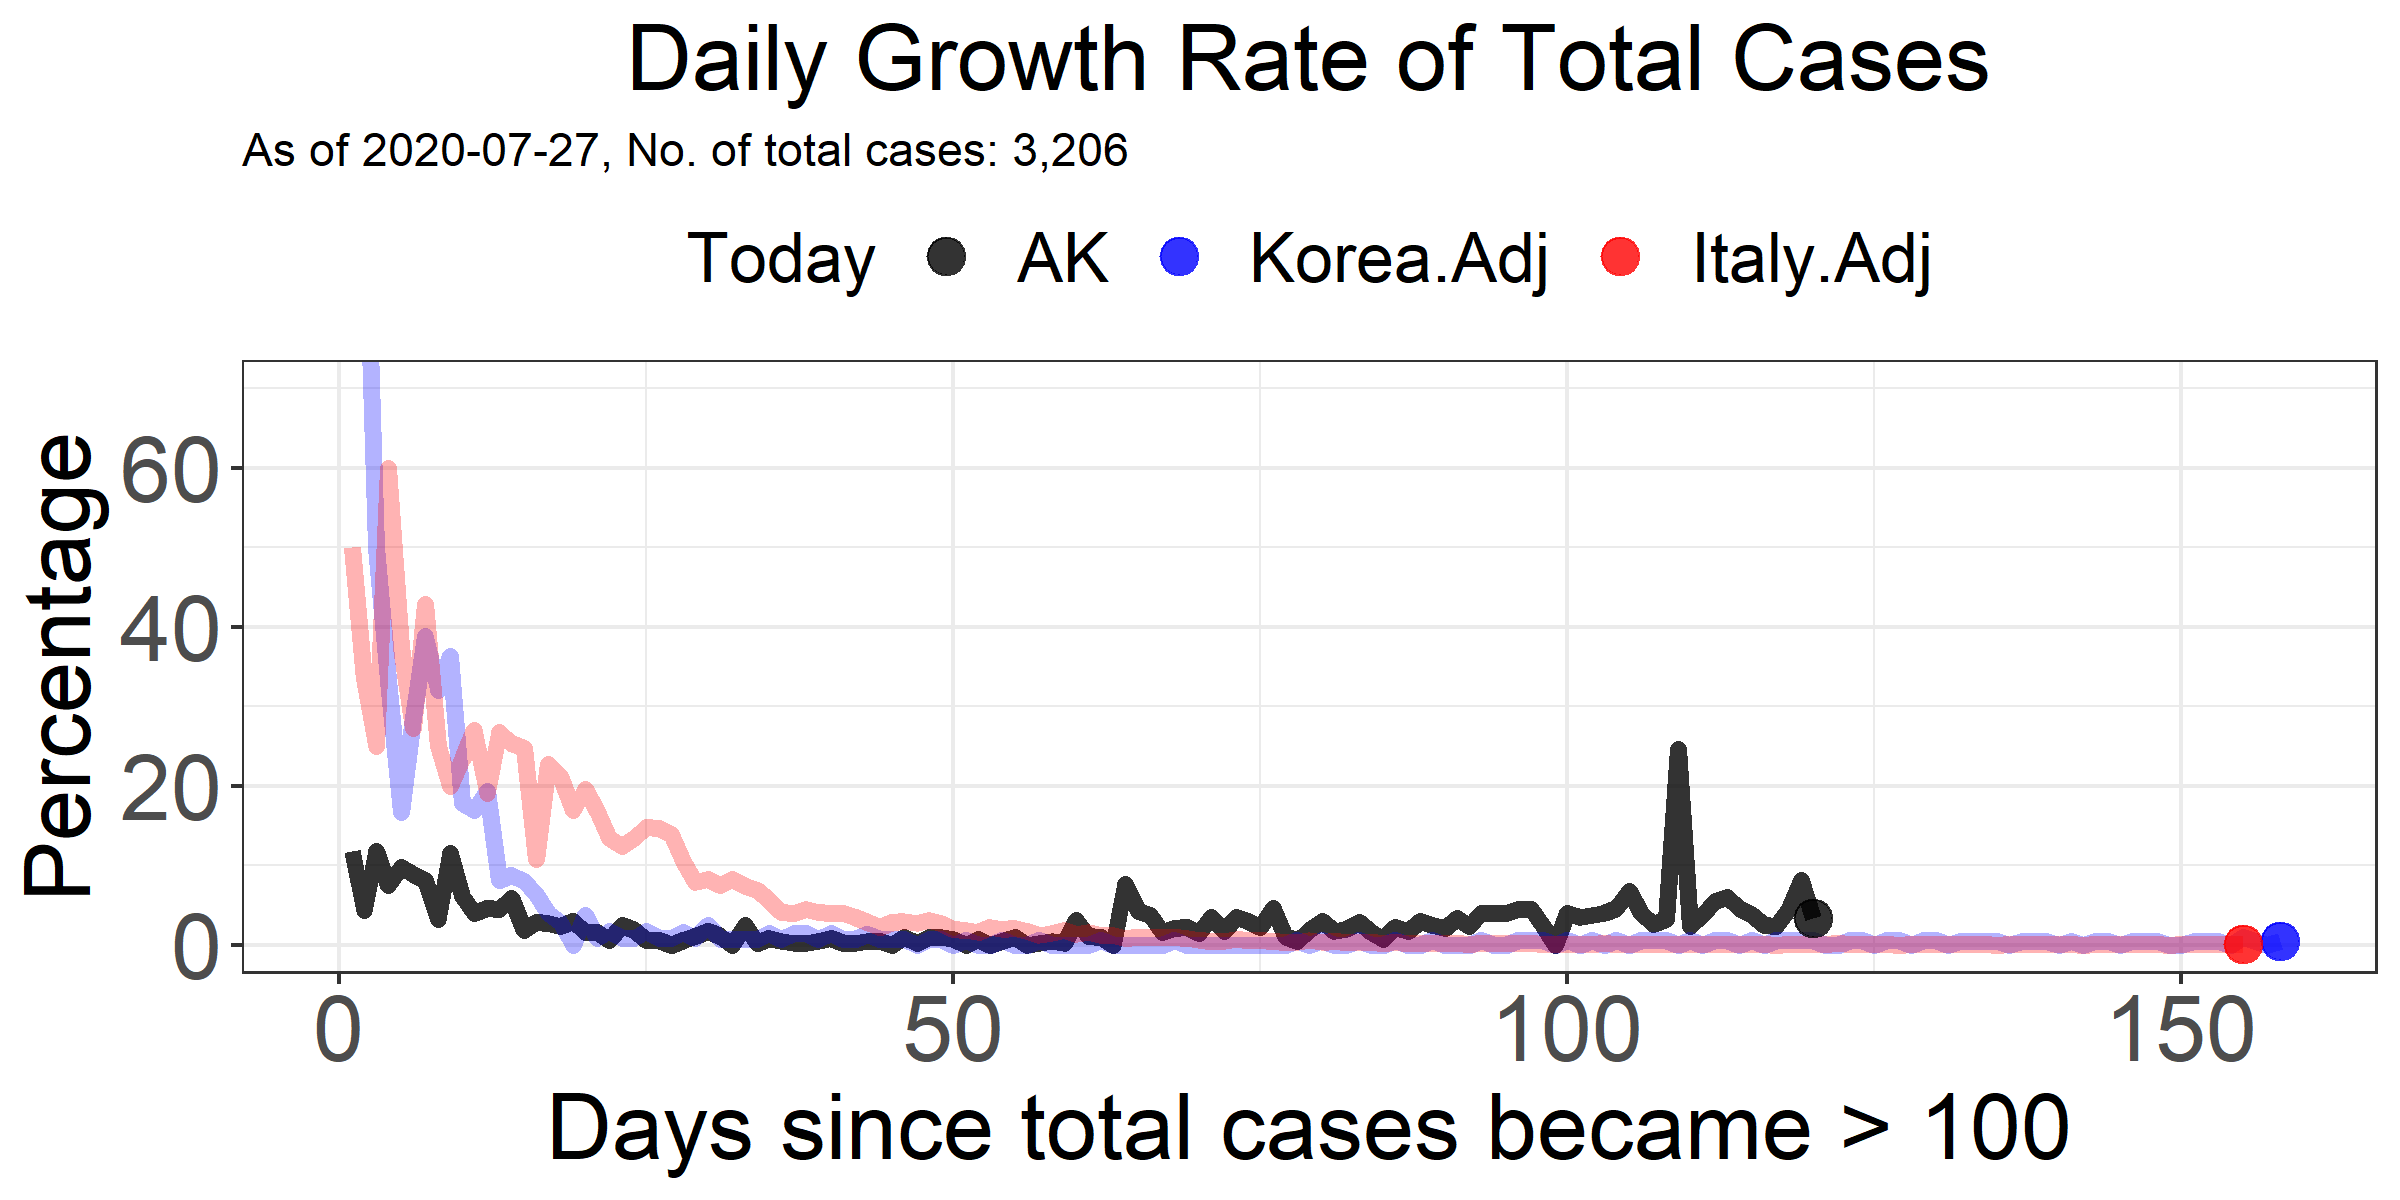 Daily Growth Rate of Total Cases
As of 2020-07-27, No. of total cases: 3,206
Today AK Korea.Adj Italy.Adj
Percentage
60
40
20
0
0 50 100 150
Days since total cases became > 100